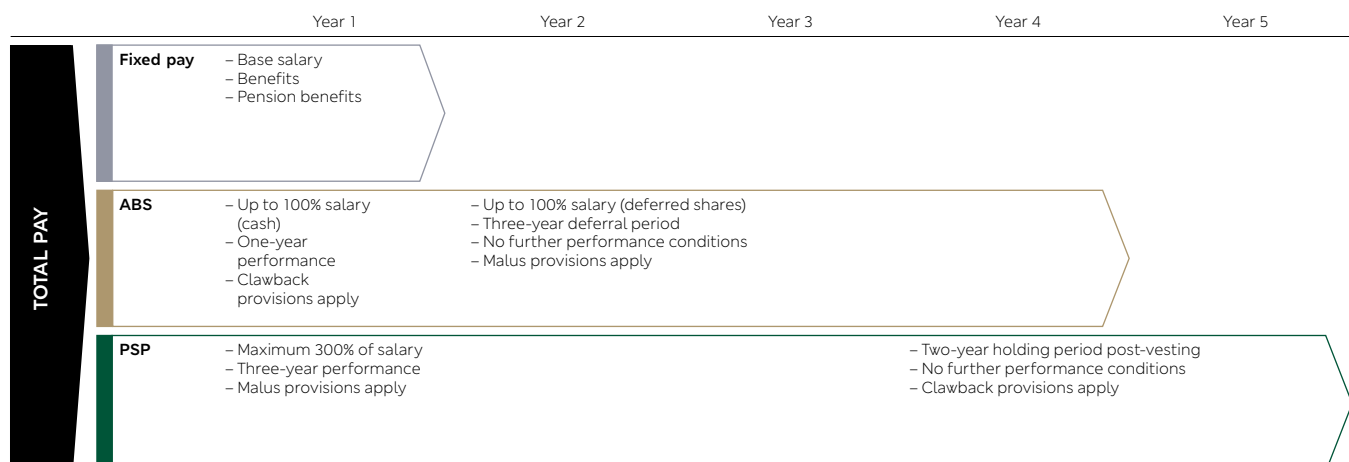 Year 1
Year 2
Year 3
Year 4
Year 5
TOTAL PAY
Fixed pay
– Base salary
– Benefits
– Pension benefits
ABS
– Up to 100% salary
(cash)
– One-year
performance
– Clawback
provisions apply
– Up to 100% salary (deferred shares)
– Three-year deferral period
– No further performance conditions
– Malus provisions apply
PSP
– Maximum 300% of salary
– Three-year performance
– Malus provisions apply
– Two-year holding period post-vesting
– No further performance conditions
– Clawback provisions apply